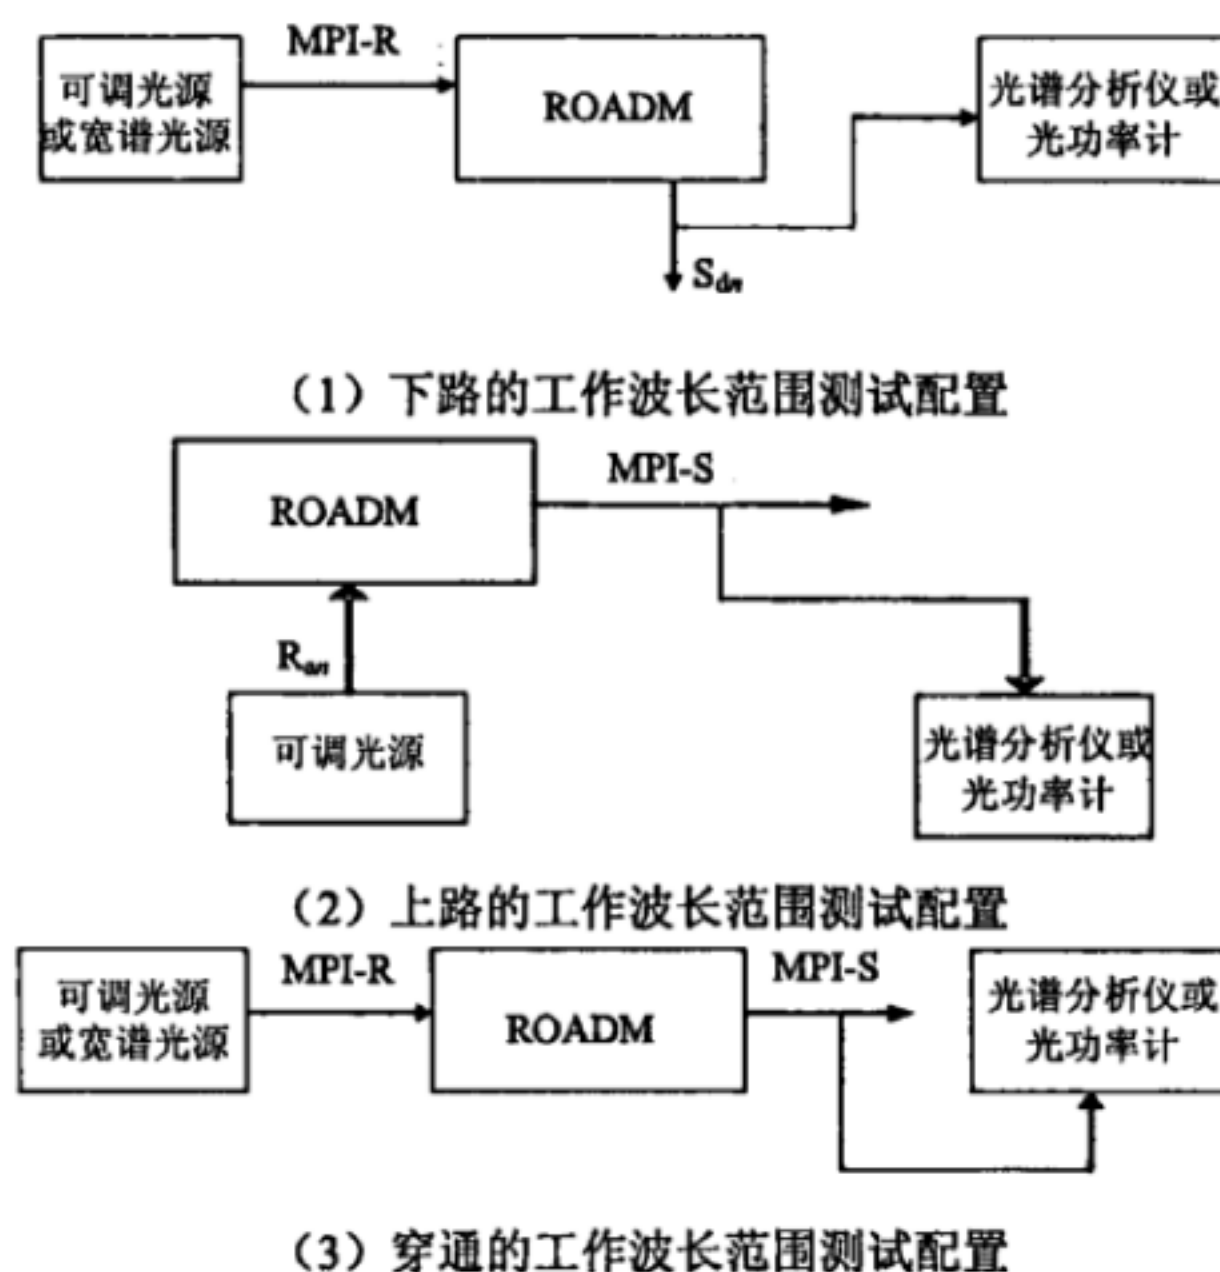 MPI-R
可调光源
或宽谱光源
ROADM
光谱分析仪或
光功率计
Sdn
（1）下路的工作波长范围测试配置
ROADM
MPI-S
Ran
可调光源
光谱分析仪或
光功率计
（2）上路的工作波长范围测试配置
可调光源
或宽谱光源
MPI-R
ROADM
MPI-S
光谱分析仪或
光功率计
（3）穿通的工作波长范围测试配置